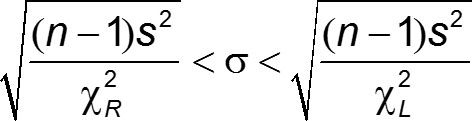 √((n − 1)s²/χ²_R) < σ < √((n − 1)s²/χ²_L)